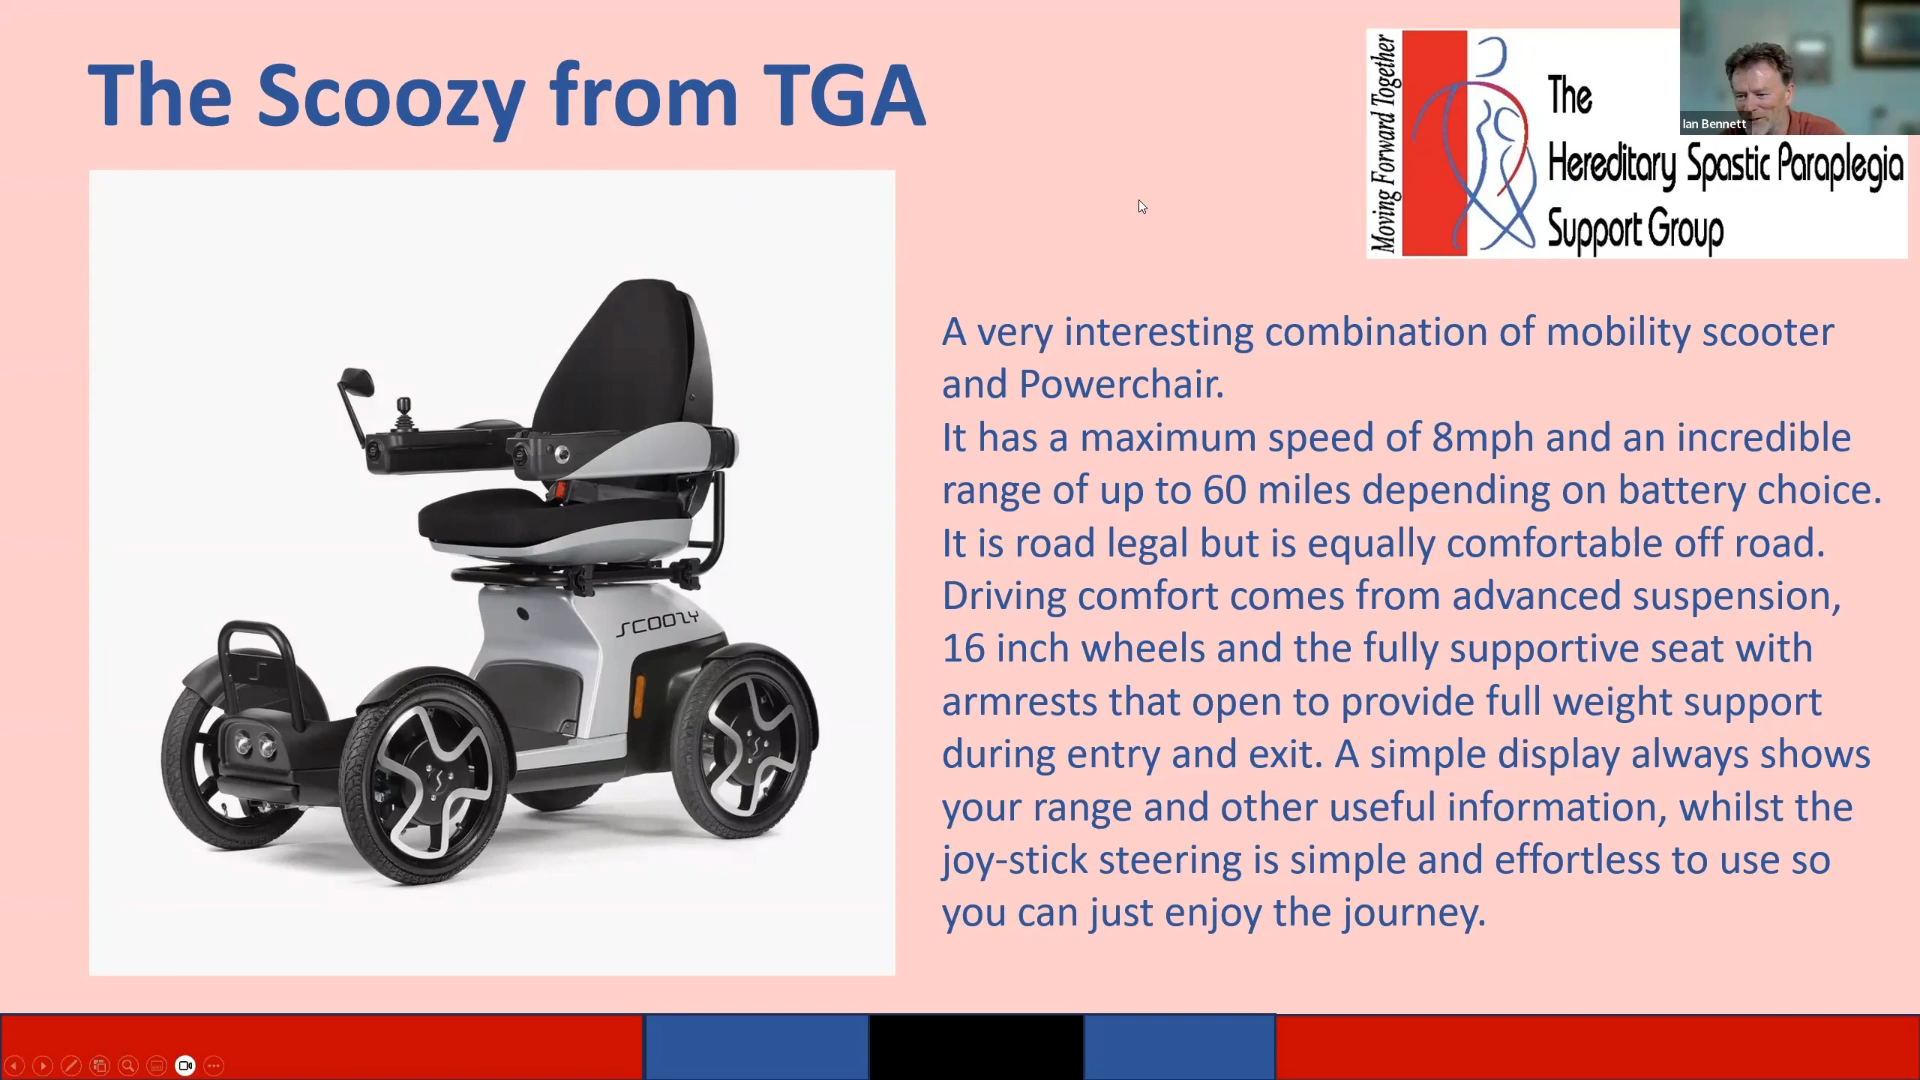 The Scoozy from TGA
Moving Forward Together
The
Hereditary Spastic Paraplegia
Support Group
Ian Bennett
SCOOZY
A very interesting combination of mobility scooter
and Powerchair.
It has a maximum speed of 8mph and an incredible
range of up to 60 miles depending on battery choice.
It is road legal but is equally comfortable off road.
Driving comfort comes from advanced suspension,
16 inch wheels and the fully supportive seat with
armrests that open to provide full weight support
during entry and exit. A simple display always shows
your range and other useful information, whilst the
joy-stick steering is simple and effortless to use so
you can just enjoy the journey.